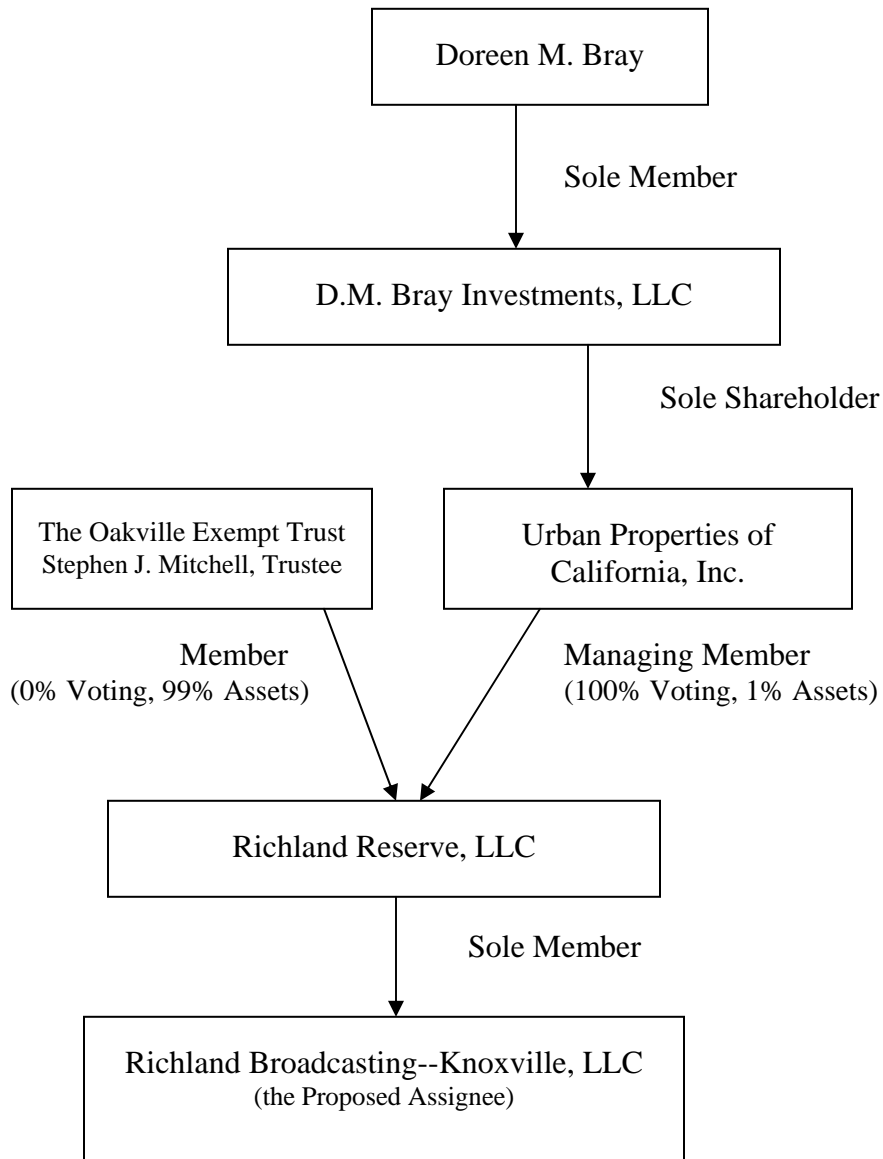 Doreen M. Bray
Sole Member
D.M. Bray Investments, LLC
Sole Shareholder
The Oakville Exempt Trust
Stephen J. Mitchell, Trustee
Urban Properties of
California, Inc.
Member
(0% Voting, 99% Assets)
Managing Member
(100% Voting, 1% Assets)
Richland Reserve, LLC
Sole Member
Richland Broadcasting--Knoxville, LLC
(the Proposed Assignee)